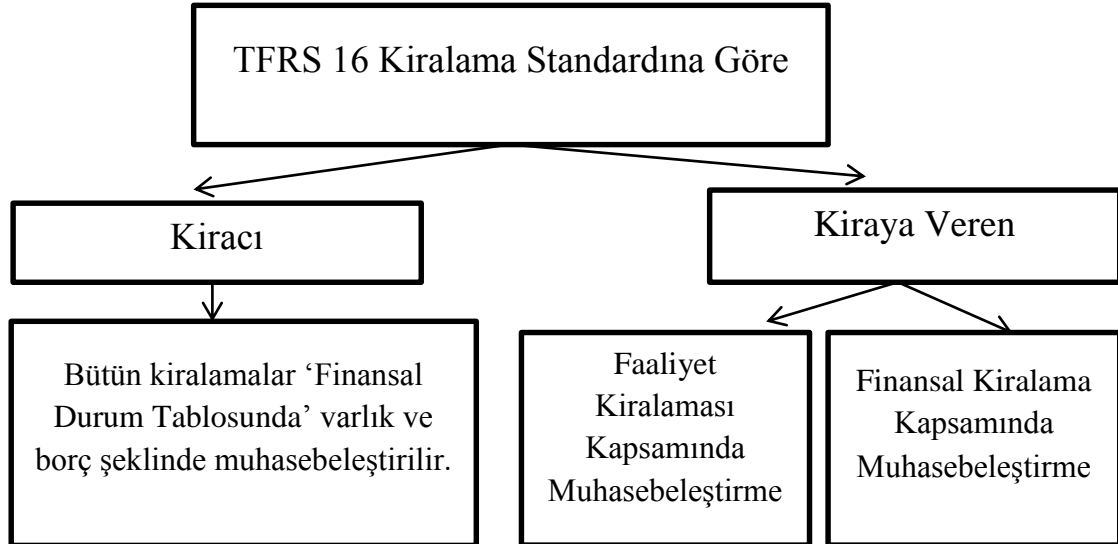 TFRS 16 Kiralama Standardına Göre
Kiracı
Kiraya Veren
Bütün kiralamalar ‘Finansal
Durum Tablosunda’ varlık ve
borç şeklinde muhasebeleştirilir.
Faaliyet
Kiralaması
Kapsamında
Muhasebeleştirme
Finansal Kiralama
Kapsamında
Muhasebeleştirme